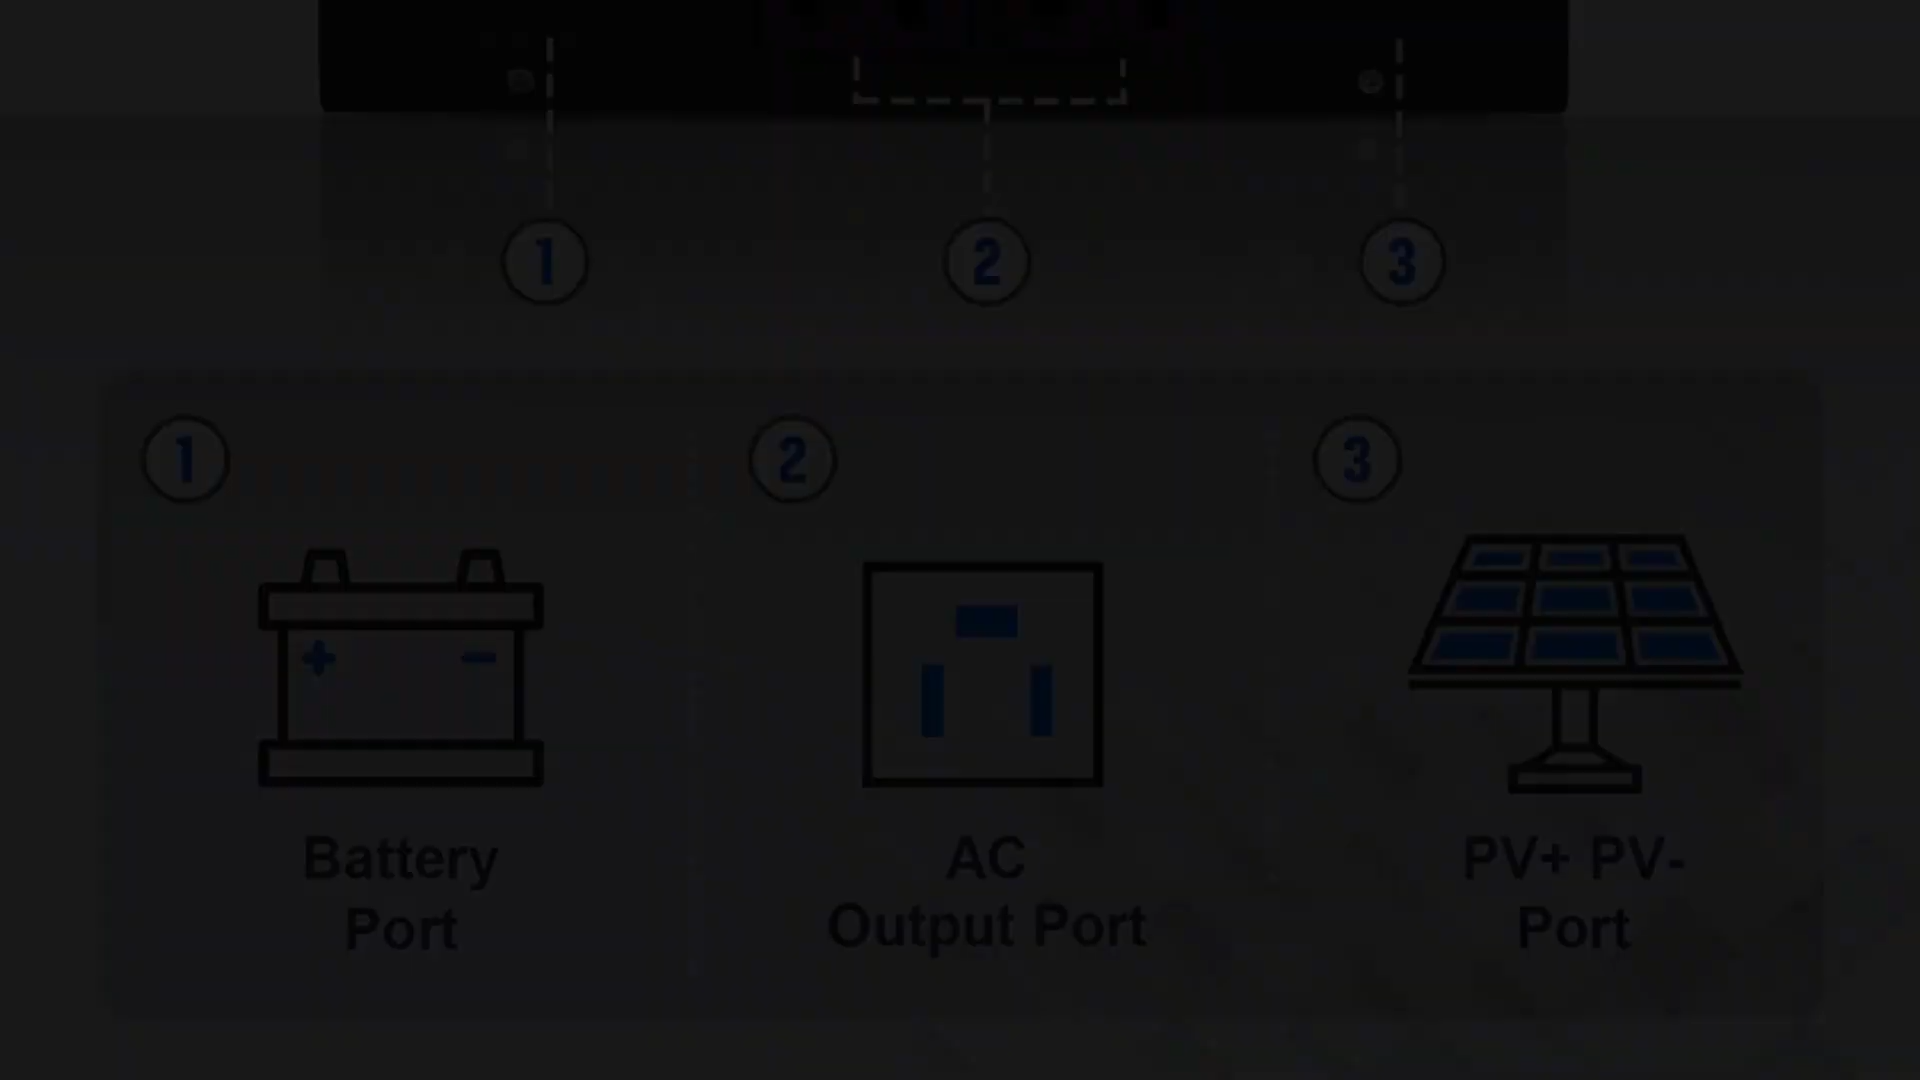 1
2
3
1
2
3
+ -
Battery
Port
AC
Output Port
PV+ PV-
Port